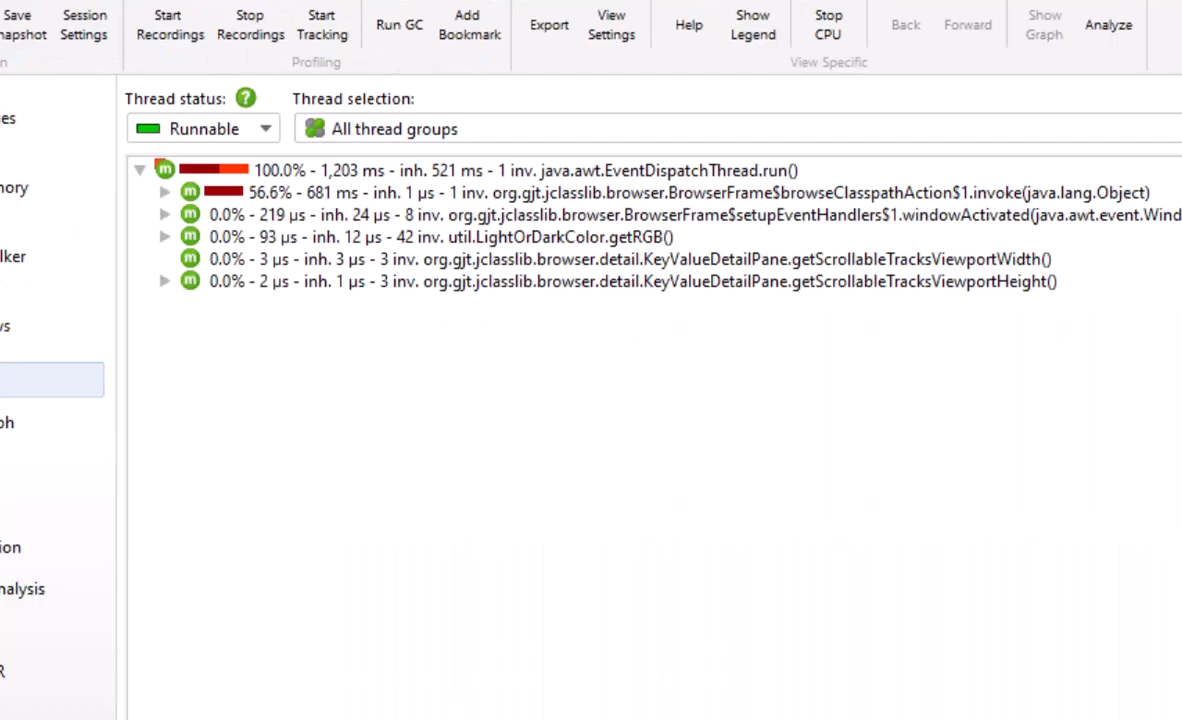 Save
Session
Start
Stop
Start
Add
View
Show
Stop
Show
napshot
Settings
Recordings
Recordings
Tracking
Run GC
Bookmark
Export
Settings
Help
Legend
CPU
Back
Forward
Graph
Analyze
n
Profiling
View Specific
Thread status: ?
Thread selection:
Runnable
All thread groups
es
nory
lker
vs
ph
ion
nalysis
R
m 100.0% - 1,203 ms - inh. 521 ms - 1 inv. java.awt.EventDispatchThread.run()
m 56.6% - 681 ms - inh. 1 µs - 1 inv. org.gjt.jclasslib.browser.BrowserFrame$browseClasspathAction$1.invoke(java.lang.Object)
m 0.0% - 219 µs - inh. 24 µs - 8 inv. org.gjt.jclasslib.browser.BrowserFrame$setupEventHandlers$1.windowActivated(java.awt.event.Wind
m 0.0% - 93 µs - inh. 12 µs - 42 inv. util.LightOrDarkColor.getRGB()
m 0.0% - 3 µs - inh. 3 µs - 3 inv. org.gjt.jclasslib.browser.detail.KeyValueDetailPane.getScrollableTracksViewportWidth()
m 0.0% - 2 µs - inh. 1 µs - 3 inv. org.gjt.jclasslib.browser.detail.KeyValueDetailPane.getScrollableTracksViewportHeight()